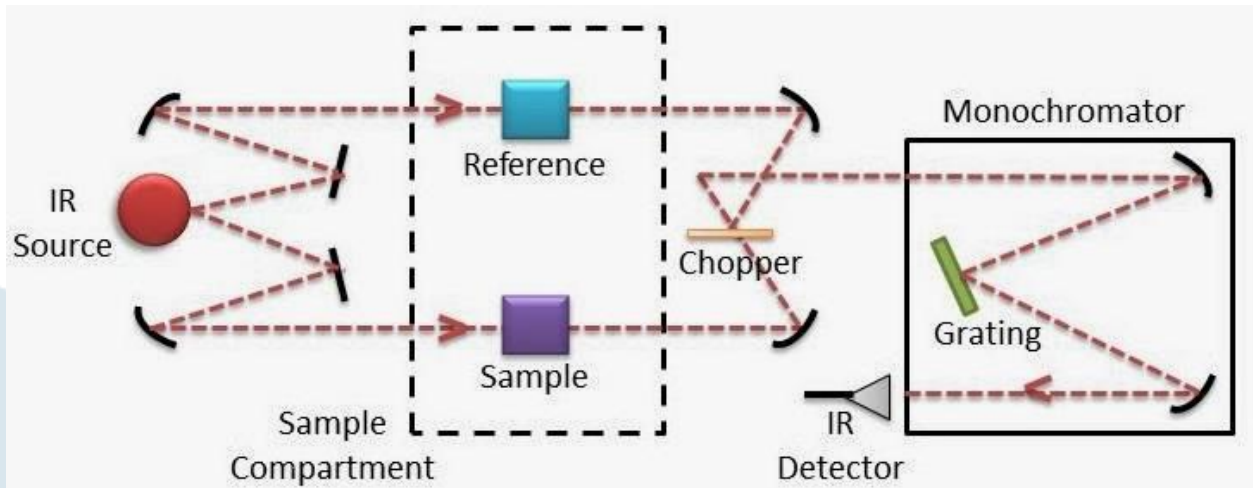 Monochromator
Reference
IR
Source
Chopper
Grating
Sample
IR
Detector
Sample
Compartment